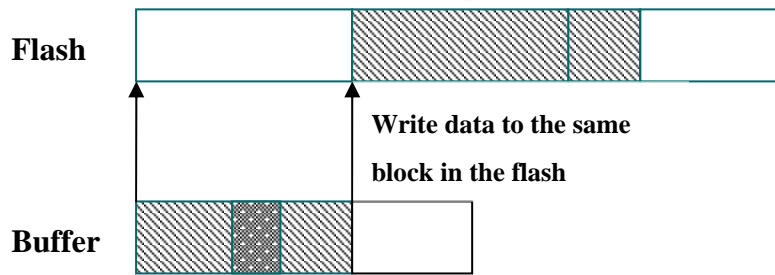 Flash
Write data to the same
block in the flash
Buffer